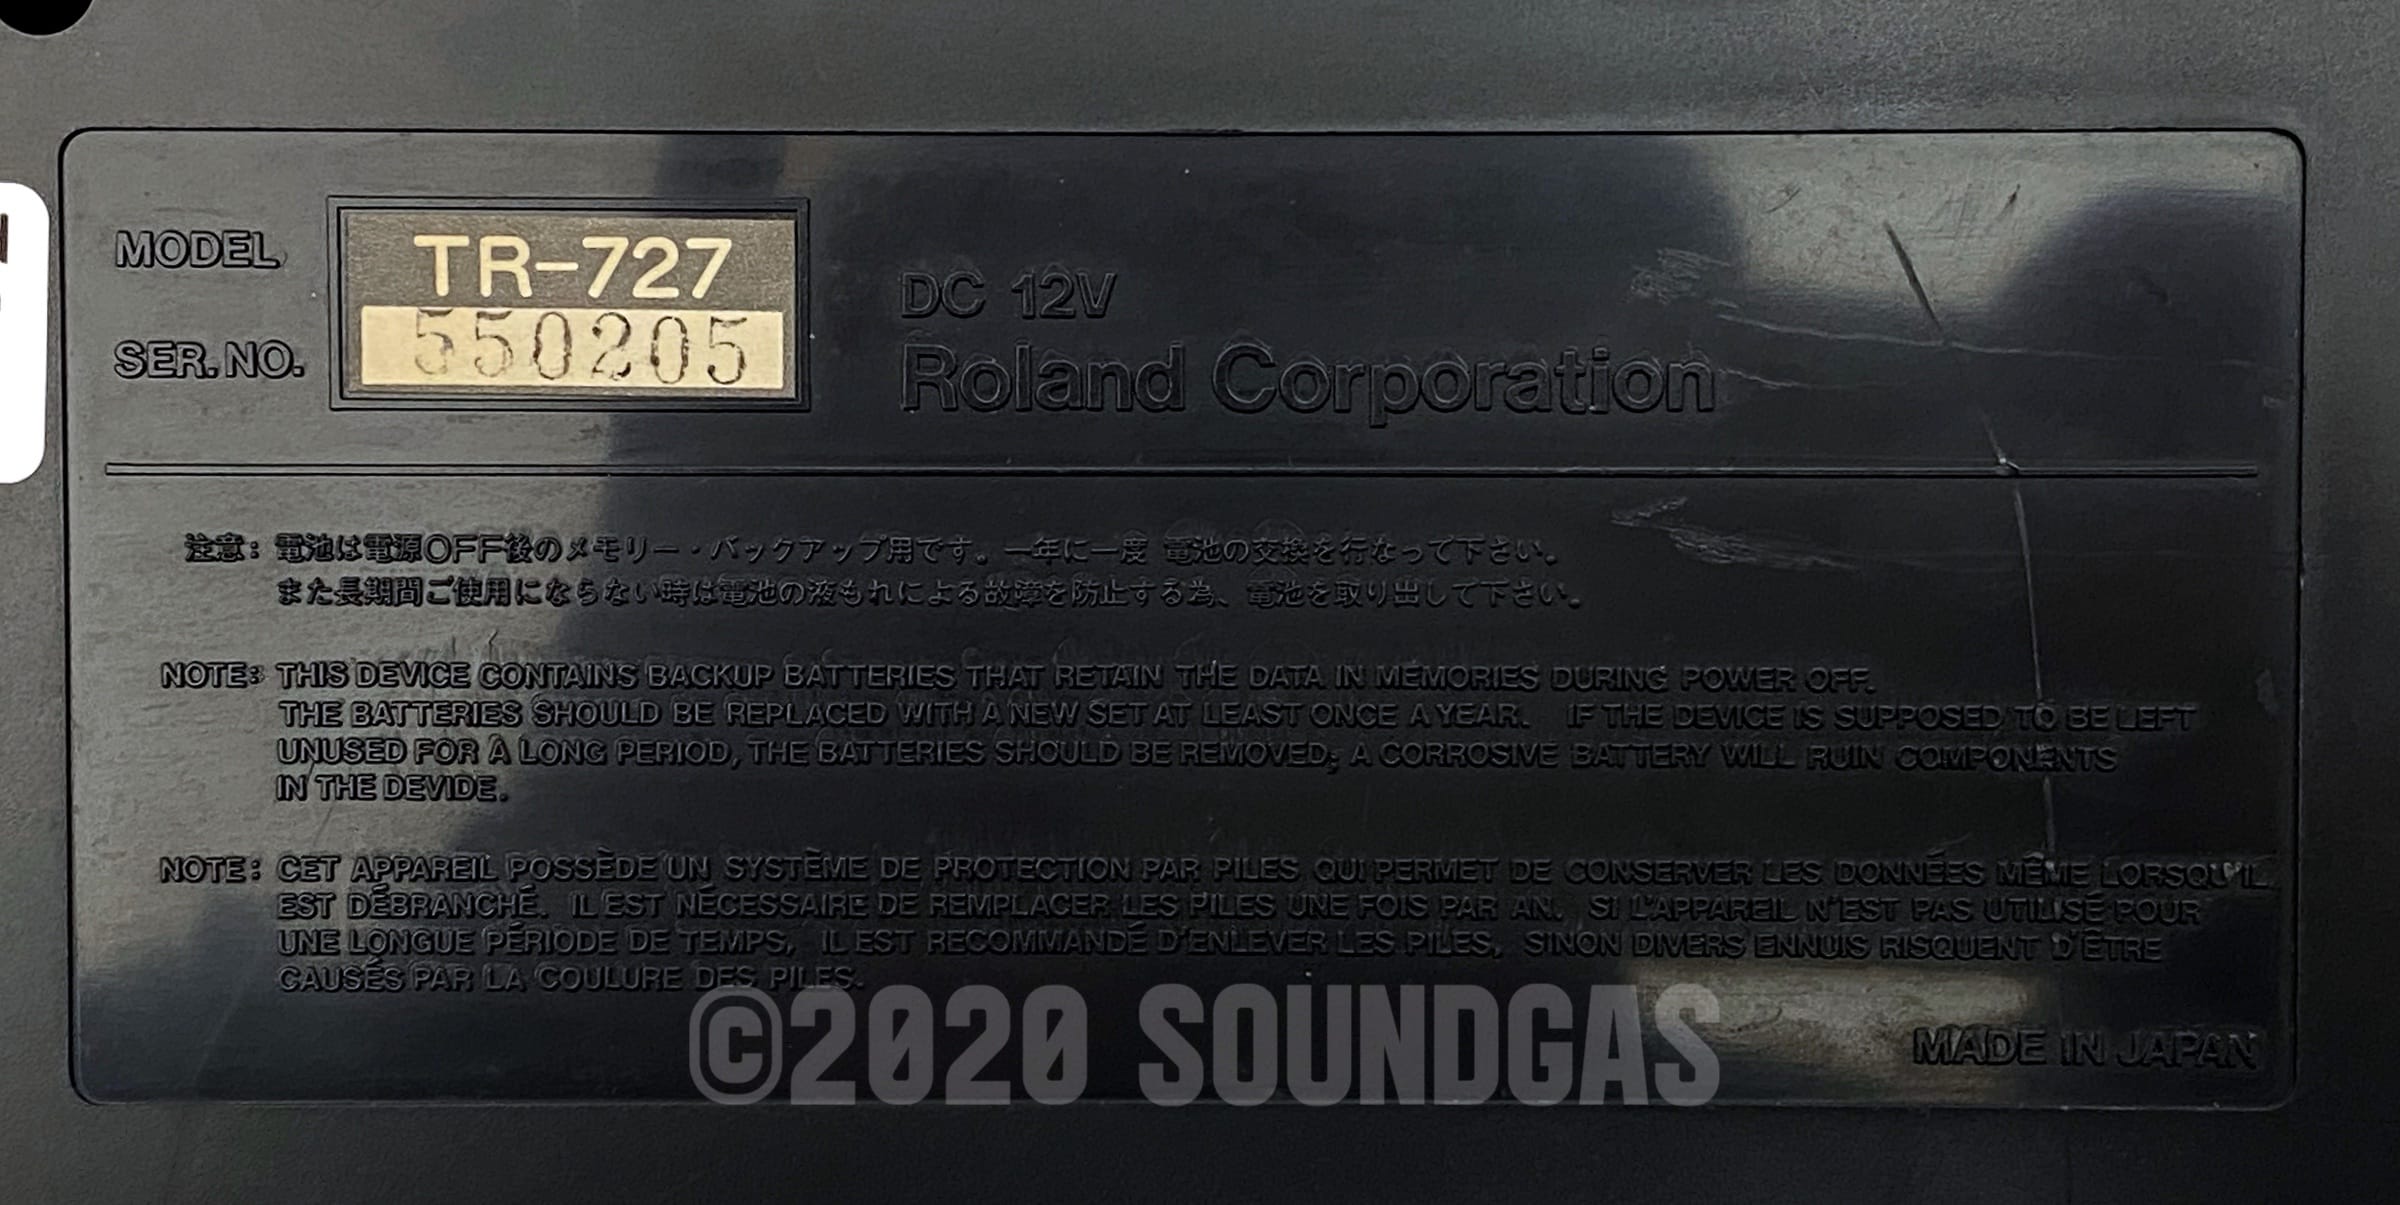 MODEL TR-727
SER. NO. 550205
DC 12V
Roland Corporation
注意: 電池は電源OFF後のメモリー・バックアップ用です。一年に一度 電池の交換を行なって下さい。
また長期間ご使用にならない時は電池の液もれによる故障を防止する為、電池を取り出して下さい。
NOTE: THIS DEVICE CONTAINS BACKUP BATTERIES THAT RETAIN THE DATA IN MEMORIES DURING POWER OFF.
THE BATTERIES SHOULD BE REPLACED WITH A NEW SET AT LEAST ONCE A YEAR. IF THE DEVICE IS SUPPOSED TO BE LEFT
UNUSED FOR A LONG PERIOD, THE BATTERIES SHOULD BE REMOVED; A CORROSIVE BATTERY WILL RUIN COMPONENTS
IN THE DEVIDE.
NOTE: CET APPAREIL POSSÈDE UN SYSTÈME DE PROTECTION PAR PILES QUI PERMET DE CONSERVER LES DONNÉES MÊME LORSQU'IL
EST DÉBRANCHÉ. IL EST NÉCESSAIRE DE REMPLACER LES PILES UNE FOIS PAR AN. SI L'APPAREIL N'EST PAS UTILISÉ POUR
UNE LONGUE PÉRIODE DE TEMPS, IL EST RECOMMANDÉ D'ENLEVER LES PILES, SINON DIVERS ENNUIS RISQUENT D'ÊTRE
CAUSÉS PAR LA COULURE DES PILES.
©2020 SOUNDGAS
MADE IN JAPAN